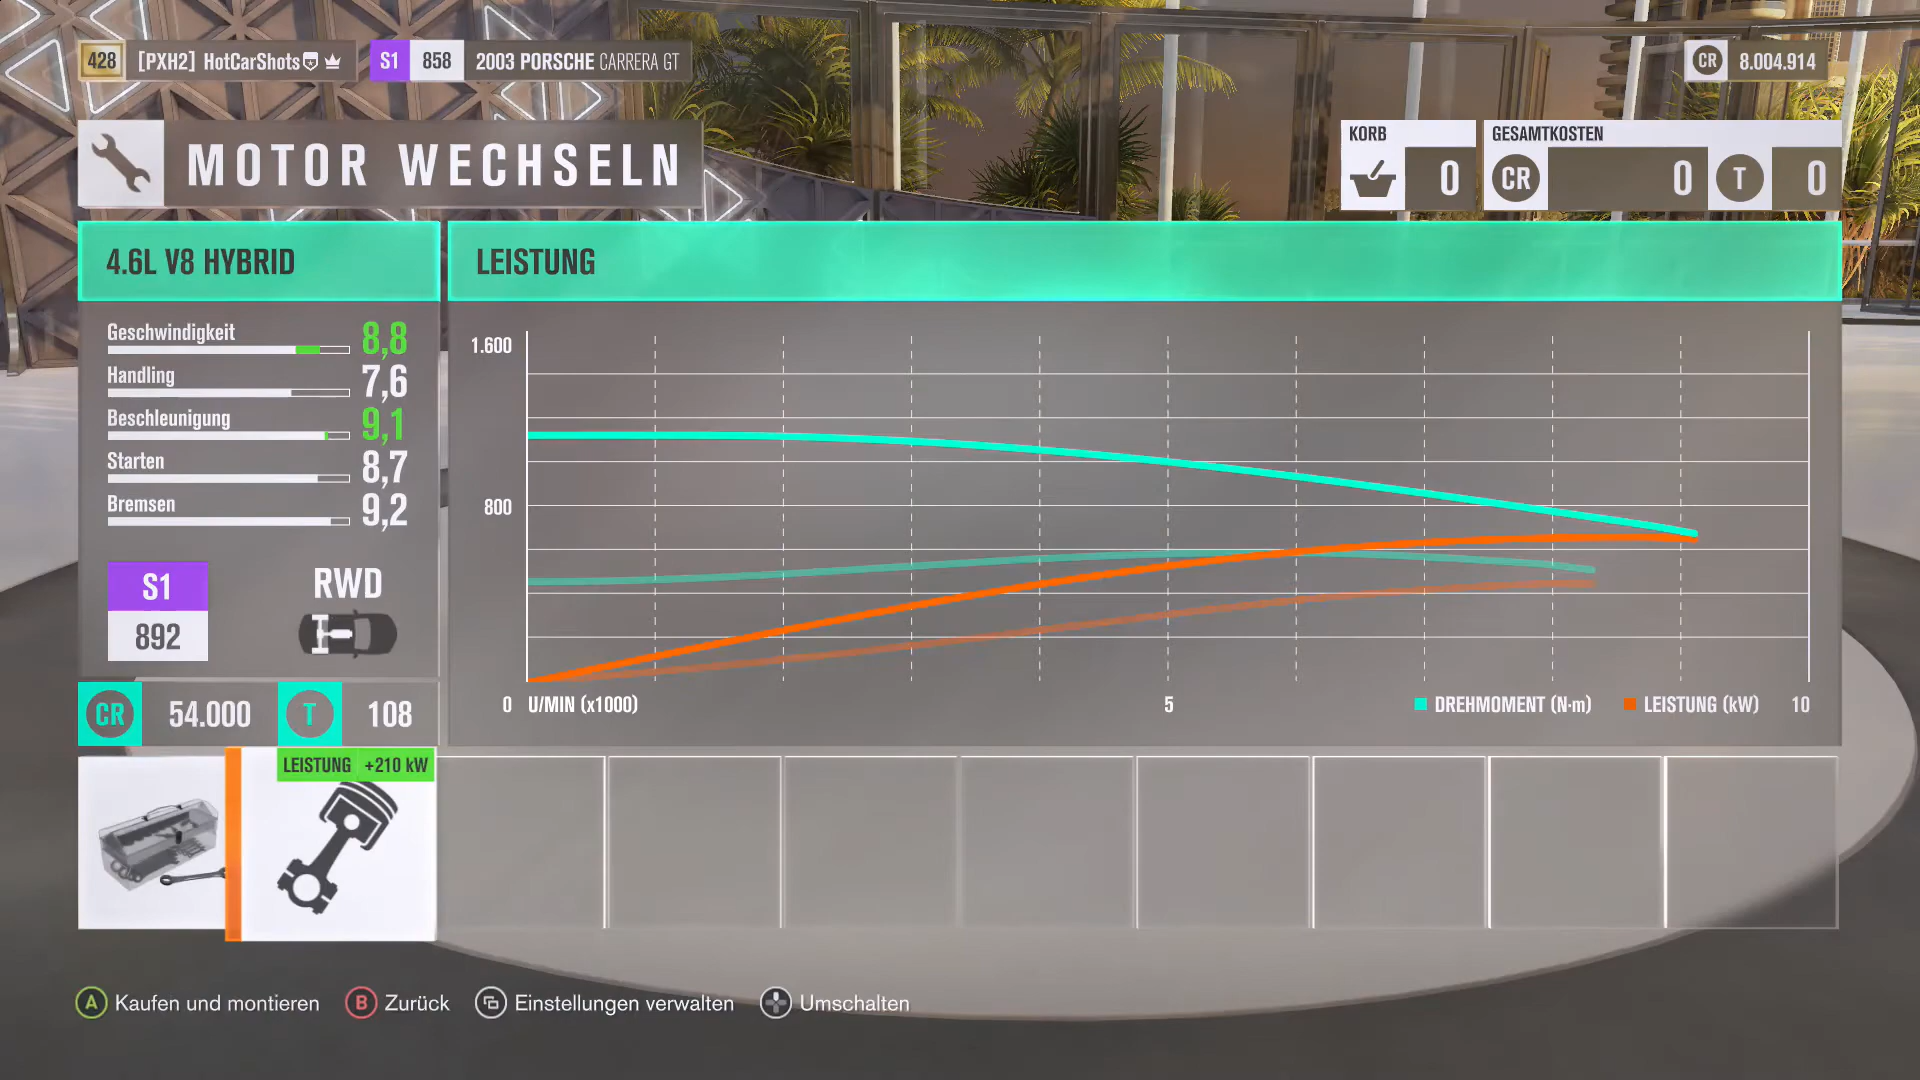 428 [PXH2] HotCarShots S1 858 2003 PORSCHE CARRERA GT
CR 8.004.914
MOTOR WECHSELN
KORB
0
GESAMTKOSTEN
CR 0 T 0
4.6L V8 HYBRID
Geschwindigkeit 8,8
Handling 7,6
Beschleunigung 9,1
Starten 8,7
Bremsen 9,2
S1
892
RWD
CR 54.000 T 108
LEISTUNG
1.600
800
0 U/MIN (x1000) 5 10
DREHMOMENT (N·m) LEISTUNG (kW)
LEISTUNG +210 kW
A Kaufen und montieren B Zurück Einstellungen verwalten Umschalten